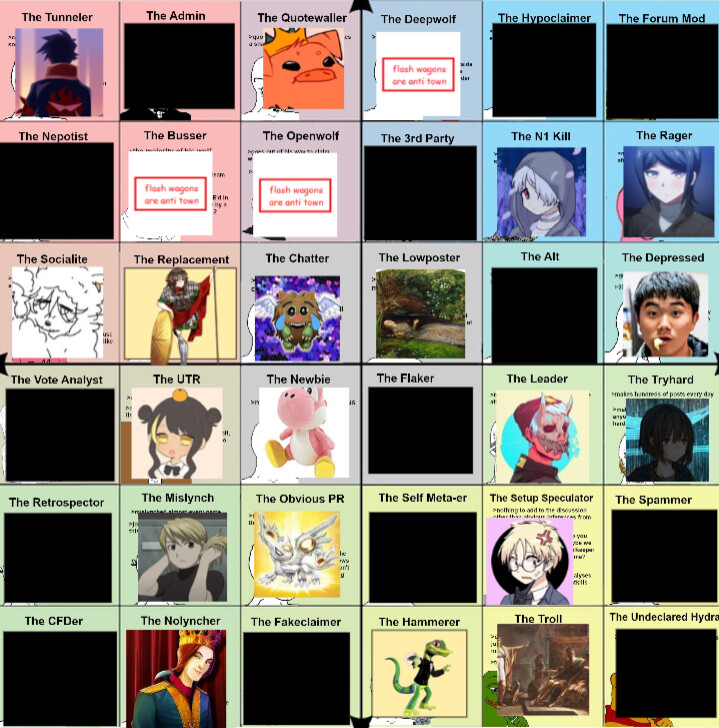 The Tunneler
The Admin
The Quotewaller
The Deepwolf
The Hypoclaimer
The Forum Mod
flash wagons
are anti town
The Nepotist
The Busser
The Openwolf
The 3rd Party
The N1 Kill
The Rager
flash wagons
are anti town
flash wagons
are anti town
The Socialite
The Replacement
The Chatter
The Lowposter
The Alt
The Depressed
The Vote Analyst
The UTR
The Newbie
The Flaker
The Leader
The Tryhard
>makes hundreds of posts every day
The Retrospector
The Mislynch
The Obvious PR
The Self Meta-er
The Setup Speculator
The Spammer
>nothing to add to the discussion
The CFDer
The Nolyncher
The Fakeclaimer
The Hammerer
The Troll
The Undeclared Hydra